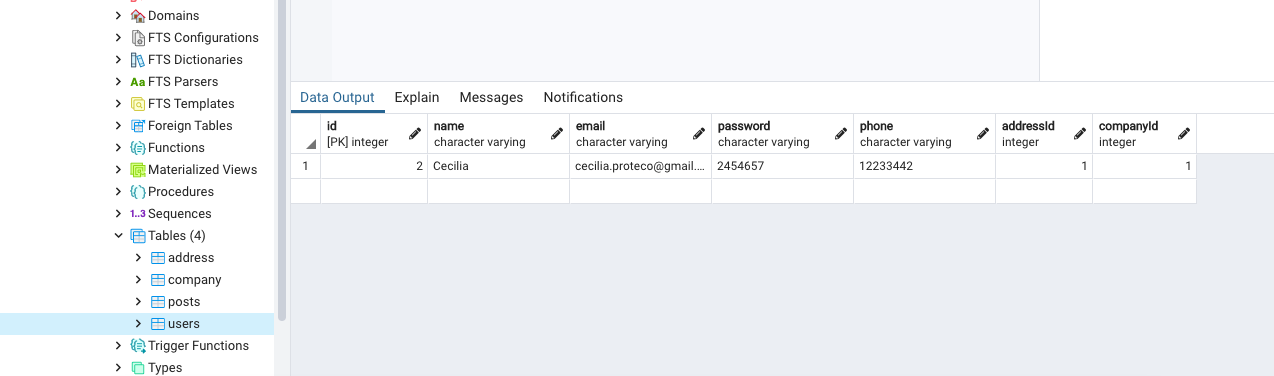 Domains
FTS Configurations
FTS Dictionaries
Aa FTS Parsers
FTS Templates
Foreign Tables
Functions
Materialized Views
Procedures
1..3 Sequences
Tables (4)
address
company
posts
users
Trigger Functions
Types
Data Output Explain Messages Notifications
id name email password phone addressId companyId
[PK] integer character varying character varying character varying character varying integer integer
1 2 Cecilia cecilia.proteco@gmail.... 2454657 12233442 1 1